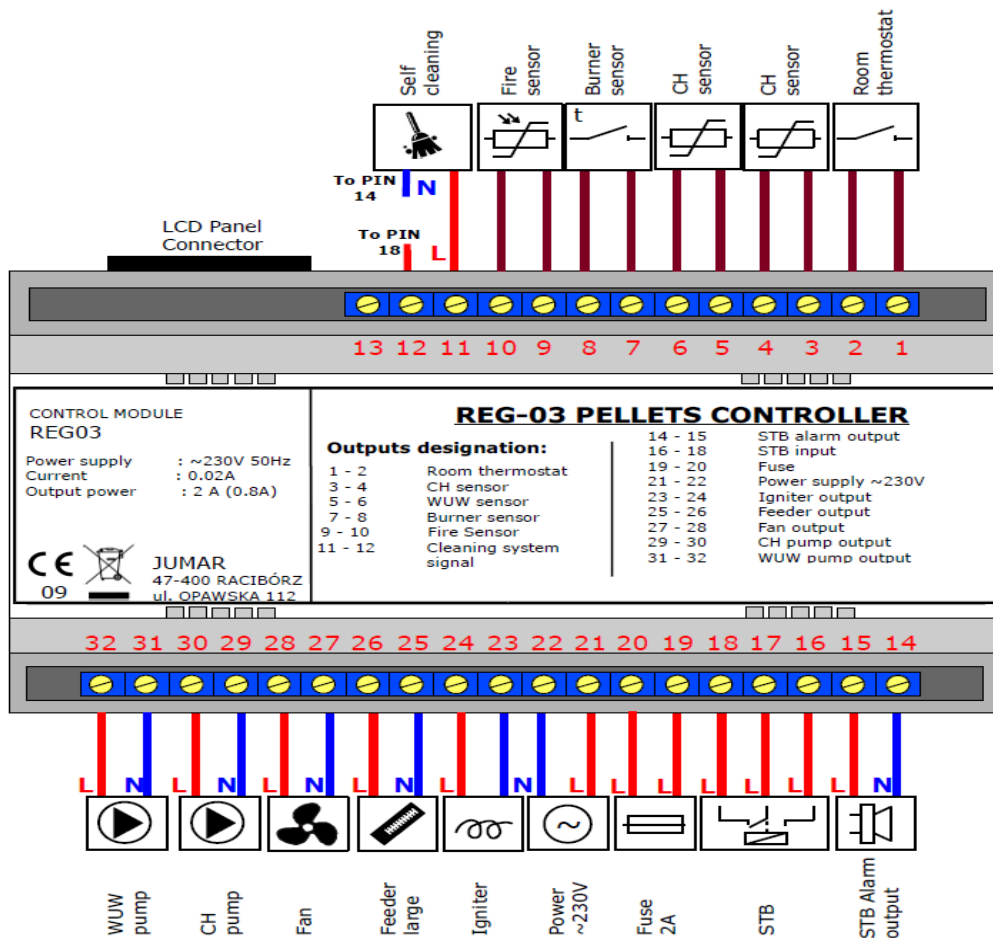 Self
cleaning
Fire
sensor
Burner
sensor
CH
sensor
CH
sensor
Room
thermostat
t
To PIN
14
N
To PIN
18
L
LCD Panel
Connector
13 12 11 10 9 8 7 6 5 4 3 2 1
CONTROL MODULE
REG03
Power supply : ~230V 50Hz
Current : 0.02A
Output power : 2 A (0.8A)
CE
09
JUMAR
47-400 RACIBÓRZ
ul. OPAWSKA 112
REG-03 PELLETS CONTROLLER
Outputs designation:
1 - 2 Room thermostat
3 - 4 CH sensor
5 - 6 WUW sensor
7 - 8 Burner sensor
9 - 10 Fire Sensor
11 - 12 Cleaning system
signal
14 - 15 STB alarm output
16 - 18 STB input
19 - 20 Fuse
21 - 22 Power supply ~230V
23 - 24 Igniter output
25 - 26 Feeder output
27 - 28 Fan output
29 - 30 CH pump output
31 - 32 WUW pump output
32 31 30 29 28 27 26 25 24 23 22 21 20 19 18 17 16 15 14
L N L N L N L N L N L L L L L L L N
~
WUW
pump
CH
pump
Fan
Feeder
large
Igniter
Power
~230V
Fuse
2A
STB
STB Alarm
output